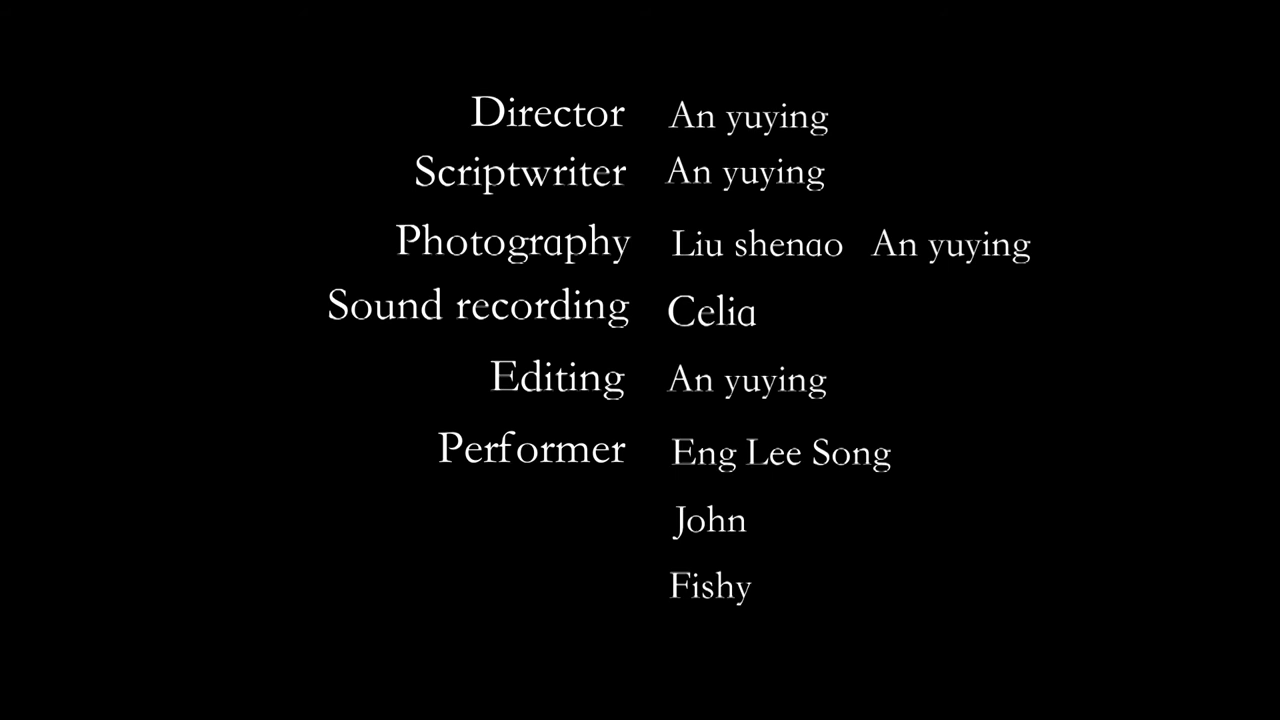 Director An yuying
Scriptwriter An yuying
Photography Liu shenao An yuying
Sound recording Celia
Editing An yuying
Performer Eng Lee Song
John
Fishy